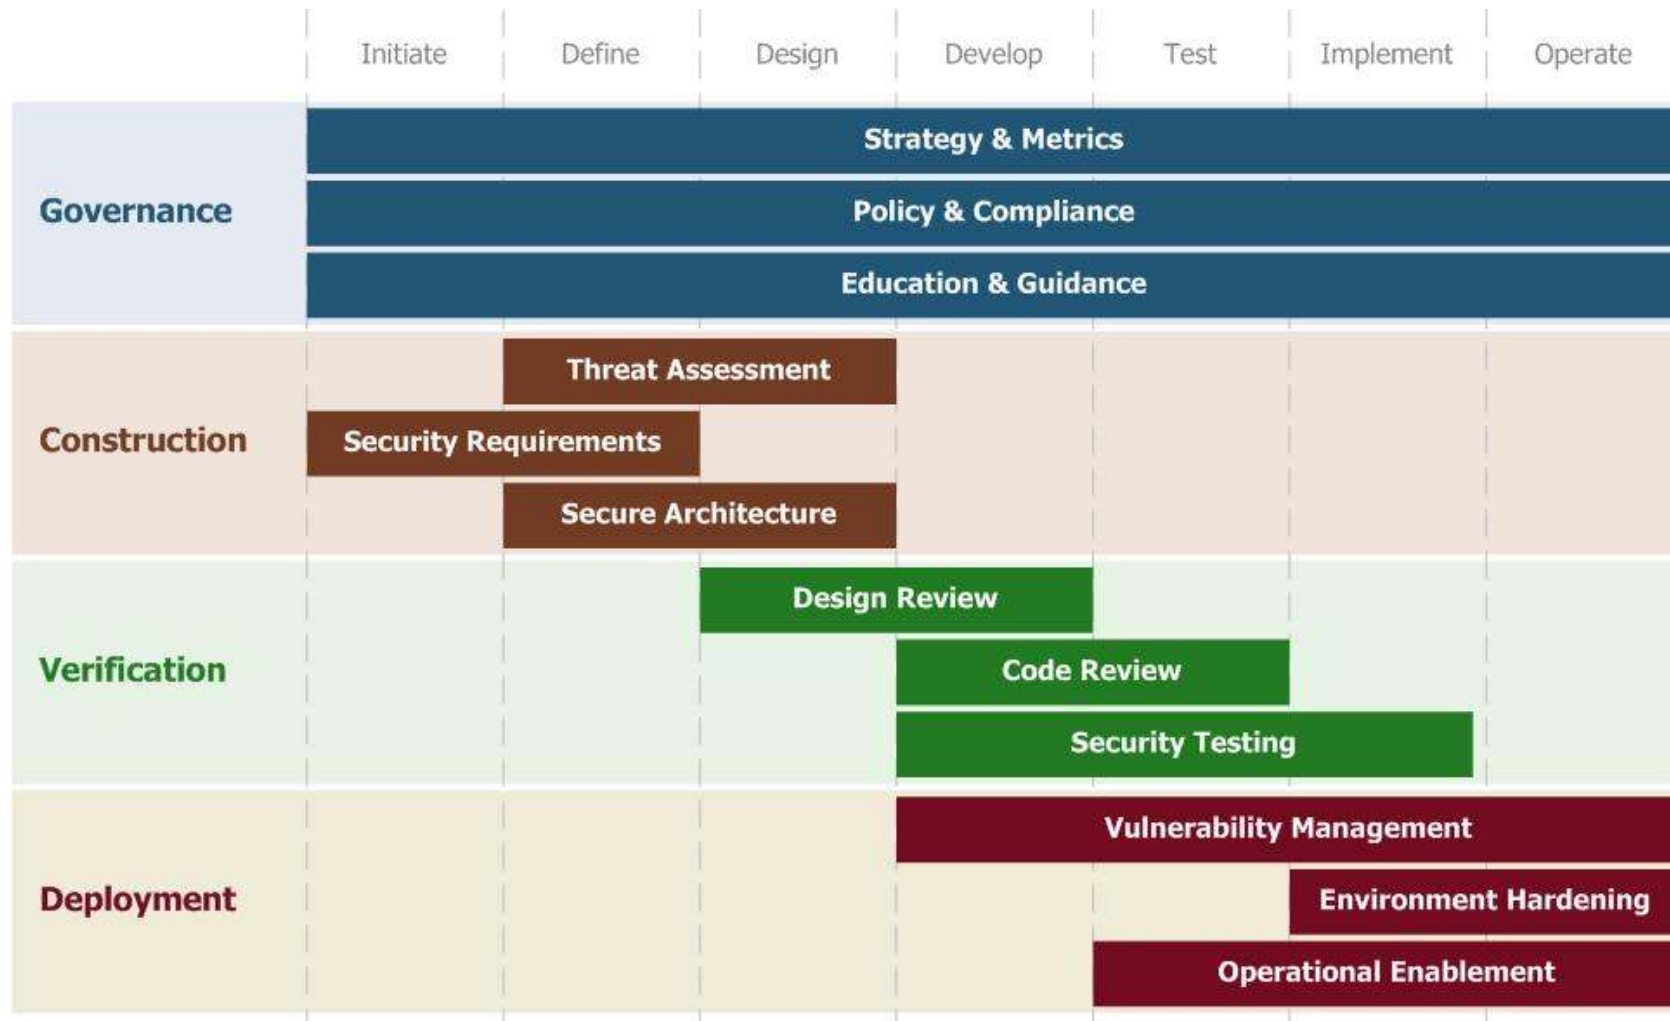 Initiate Define Design Develop Test Implement Operate
Strategy & Metrics
Governance Policy & Compliance
Education & Guidance
Threat Assessment
Construction Security Requirements
Secure Architecture
Design Review
Verification Code Review
Security Testing
Vulnerability Management
Deployment Environment Hardening
Operational Enablement